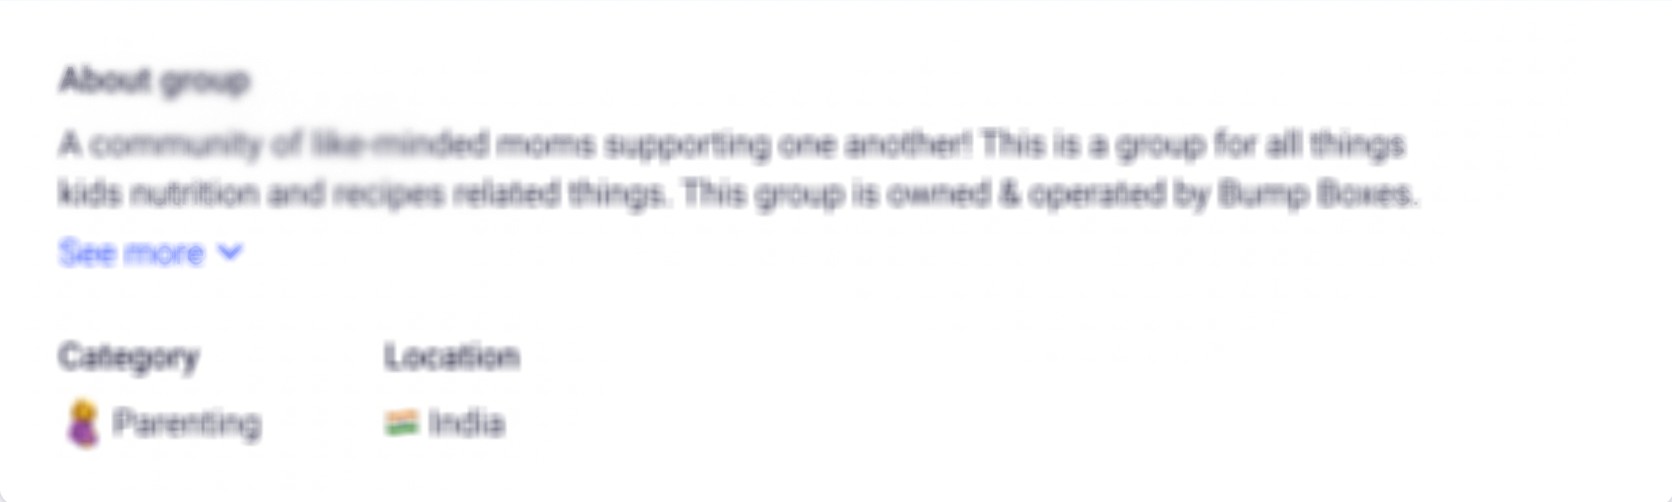 About group
A community of like-minded moms supporting one another! This is a group for all things
kids nutrition and recipes related things. This group is owned & operated by Bump Boxes.
See more
Category
Location
Parenting
India